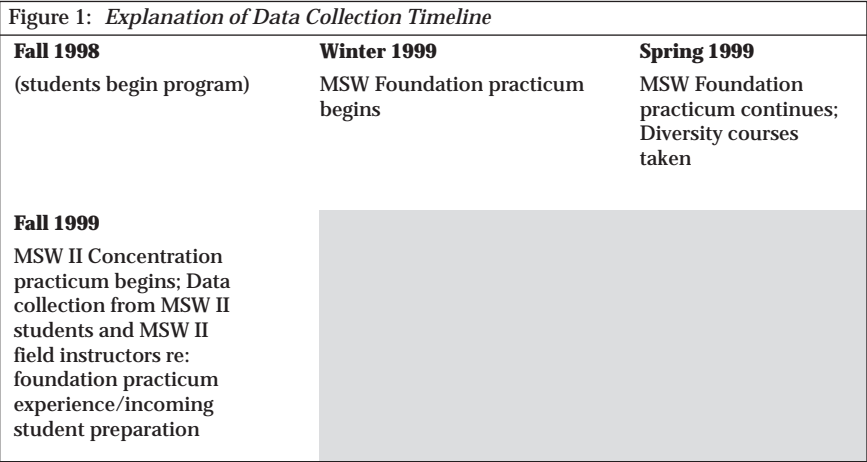 Figure 1: Explanation of Data Collection Timeline
Fall 1998
(students begin program)
Winter 1999
MSW Foundation practicum
begins
Spring 1999
MSW Foundation
practicum continues;
Diversity courses
taken
Fall 1999
MSW II Concentration
practicum begins; Data
collection from MSW II
students and MSW II
field instructors re:
foundation practicum
experience/incoming
student preparation